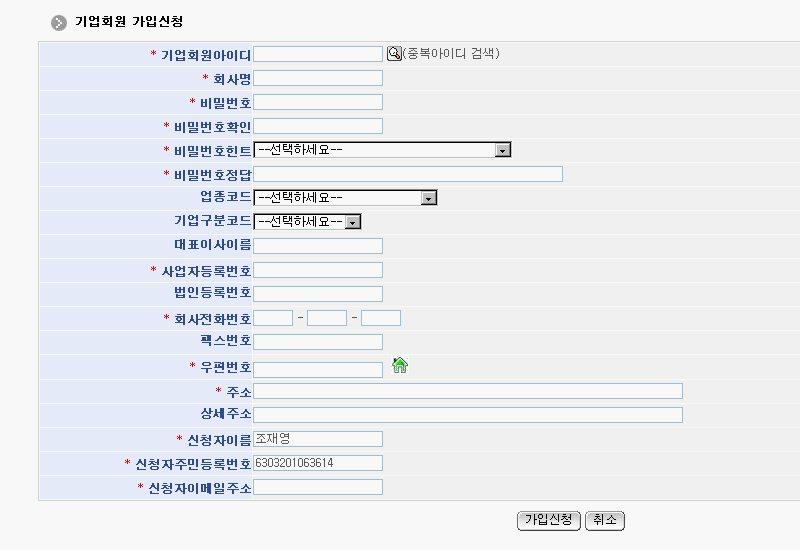 기업회원 가입신청
* 기업회원아이디 (중복아이디 검색)
* 회사명
* 비밀번호
* 비밀번호확인
* 비밀번호힌트 --선택하세요--
* 비밀번호정답
업종코드 --선택하세요--
기업구분코드 --선택하세요--
대표이사이름
* 사업자등록번호
법인등록번호
* 회사전화번호 - -
팩스번호
* 우편번호
* 주소
상세주소
* 신청자이름 조재영
* 신청자주민등록번호 6303201063614
* 신청자이메일주소
가입신청 취소